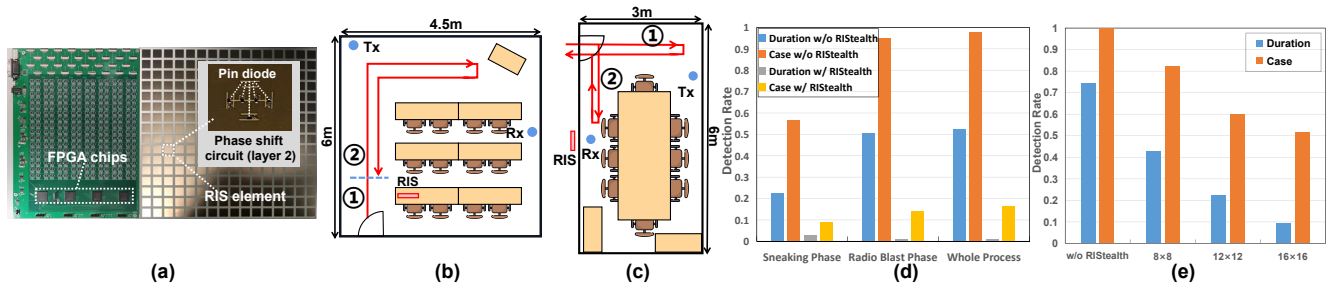 Pin diode
Phase shift
circuit (layer 2)
FPGA chips
RIS element
(a)
4.5m
6m
Tx
Rx
②
①
RIS
(b)
3m
6m
①
②
Tx
Rx
RIS
(c)
Detection Rate
1
0.9
0.8
0.7
0.6
0.5
0.4
0.3
0.2
0.1
0
Duration w/o RIStealth
Case w/o RIStealth
Duration w/ RIStealth
Case w/ RIStealth
Sneaking Phase
Radio Blast Phase
Whole Process
(d)
Detection Rate
1
0.9
0.8
0.7
0.6
0.5
0.4
0.3
0.2
0.1
0
Duration
Case
w/o RIStealth
8×8
12×12
16×16
(e)